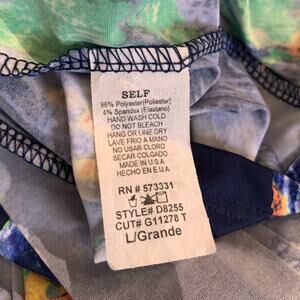 SELF
96% Polyester(Poliester)
4% Spandex (Elastano)
HAND WASH COLD
DO NOT BLEACH
HANG OR LINE DRY
LAVE FRIO A MANO
NO USAR CLORO
SECAR COLGADO
MADE IN U.S.A.
HECHO EN E.U.A
RN # 573331
STYLE# D8255
CUT# G11278 T
L/Grande